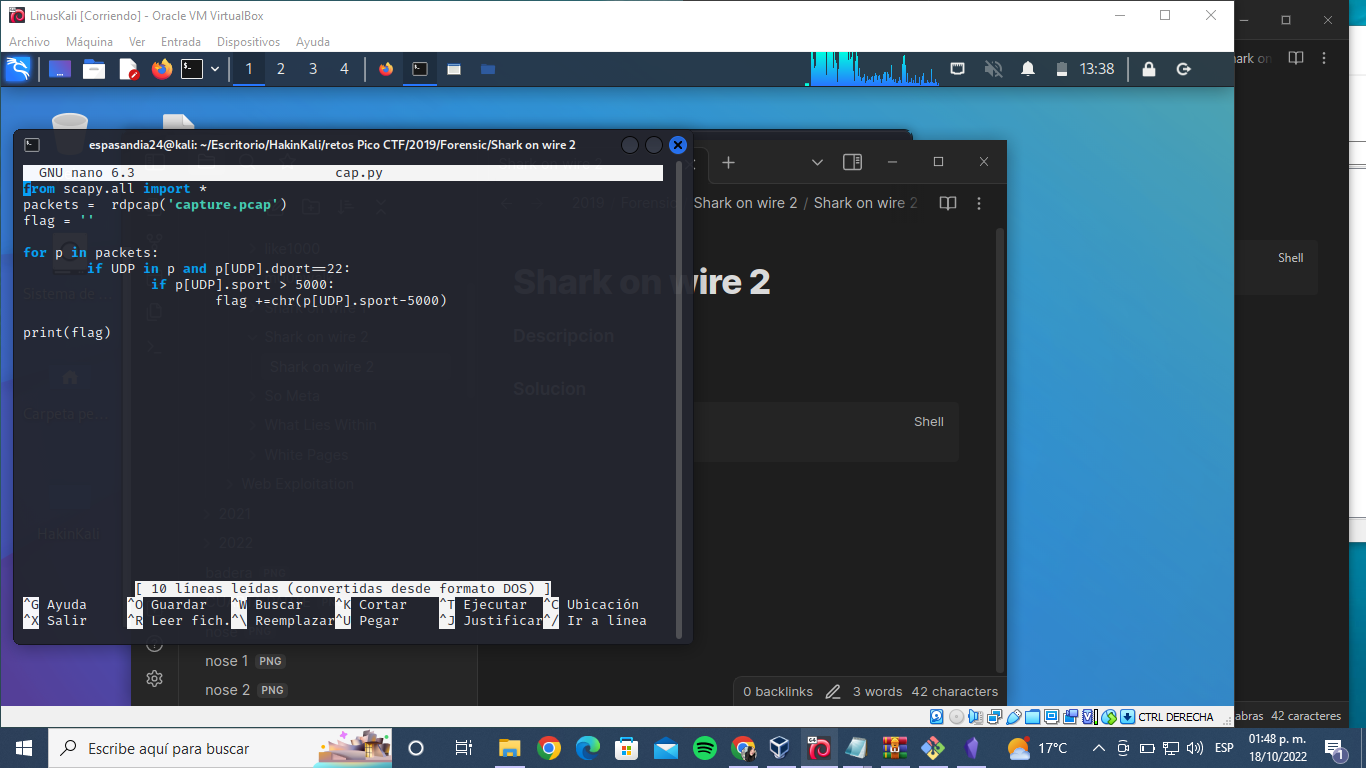 LinusKali [Corriendo] - Oracle VM VirtualBox
Archivo Máquina Ver Entrada Dispositivos Ayuda
1 2 3 4 13:38
espasandia24@kali: ~/Escritorio/HakinKali/retos Pico CTF/2019/Forensic/Shark on wire 2
GNU nano 6.3 cap.py
from scapy.all import *
packets =  rdpcap('capture.pcap')
flag = ''
for p in packets:
if UDP in p and p[UDP].dport==22:
if p[UDP].sport > 5000:
flag +=chr(p[UDP].sport-5000)
print(flag)
[ 10 líneas leídas (convertidas desde formato DOS) ]
^G Ayuda ^O Guardar ^W Buscar ^K Cortar ^T Ejecutar ^C Ubicación
^X Salir ^R Leer fich. ^\ Reemplazar ^U Pegar ^J Justificar ^/ Ir a línea
2019 / Forensic / Shark on wire 2 / Shark on wire 2
like1000
Shark on wire 2
Shark on wire 2
So Meta
What Lies Within
White Pages
Web Exploitation
2021
2022
nose 1 PNG
nose 2 PNG
Shark on wire 2
Descripcion
Solucion
Shell
0 backlinks 3 words 42 characters
Sistema de
Carpeta pe...
HakinKali
CTRL DERECHA
ark on
Shell
abras 42 caracteres
Escribe aquí para buscar
17°C
ESP
01:48 p. m.
18/10/2022
1